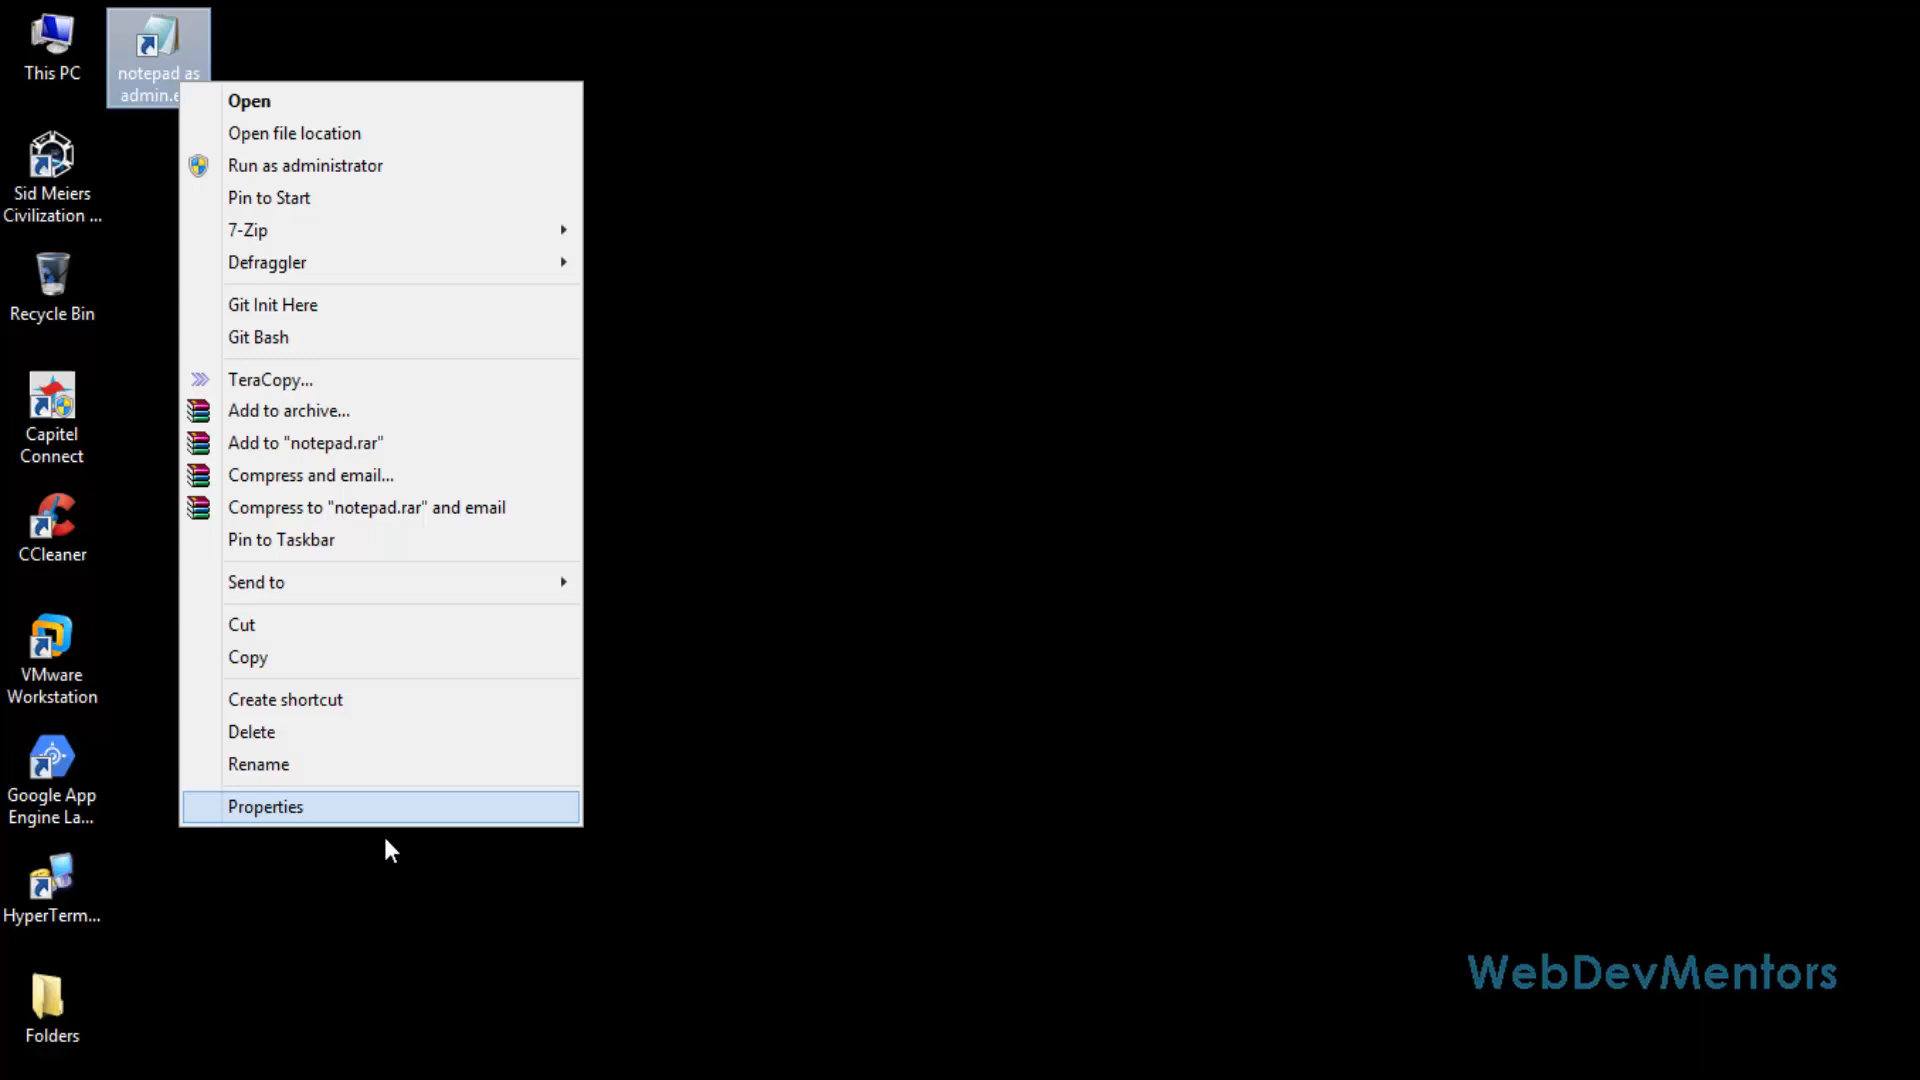 This PC
notepad as
admin.e
Sid Meiers
Civilization ...
Recycle Bin
Capitel
Connect
CCleaner
VMware
Workstation
Google App
Engine La...
HyperTerm...
Folders
Open
Open file location
Run as administrator
Pin to Start
7-Zip
Defraggler
Git Init Here
Git Bash
TeraCopy...
Add to archive...
Add to "notepad.rar"
Compress and email...
Compress to "notepad.rar" and email
Pin to Taskbar
Send to
Cut
Copy
Create shortcut
Delete
Rename
Properties
WebDevMentors